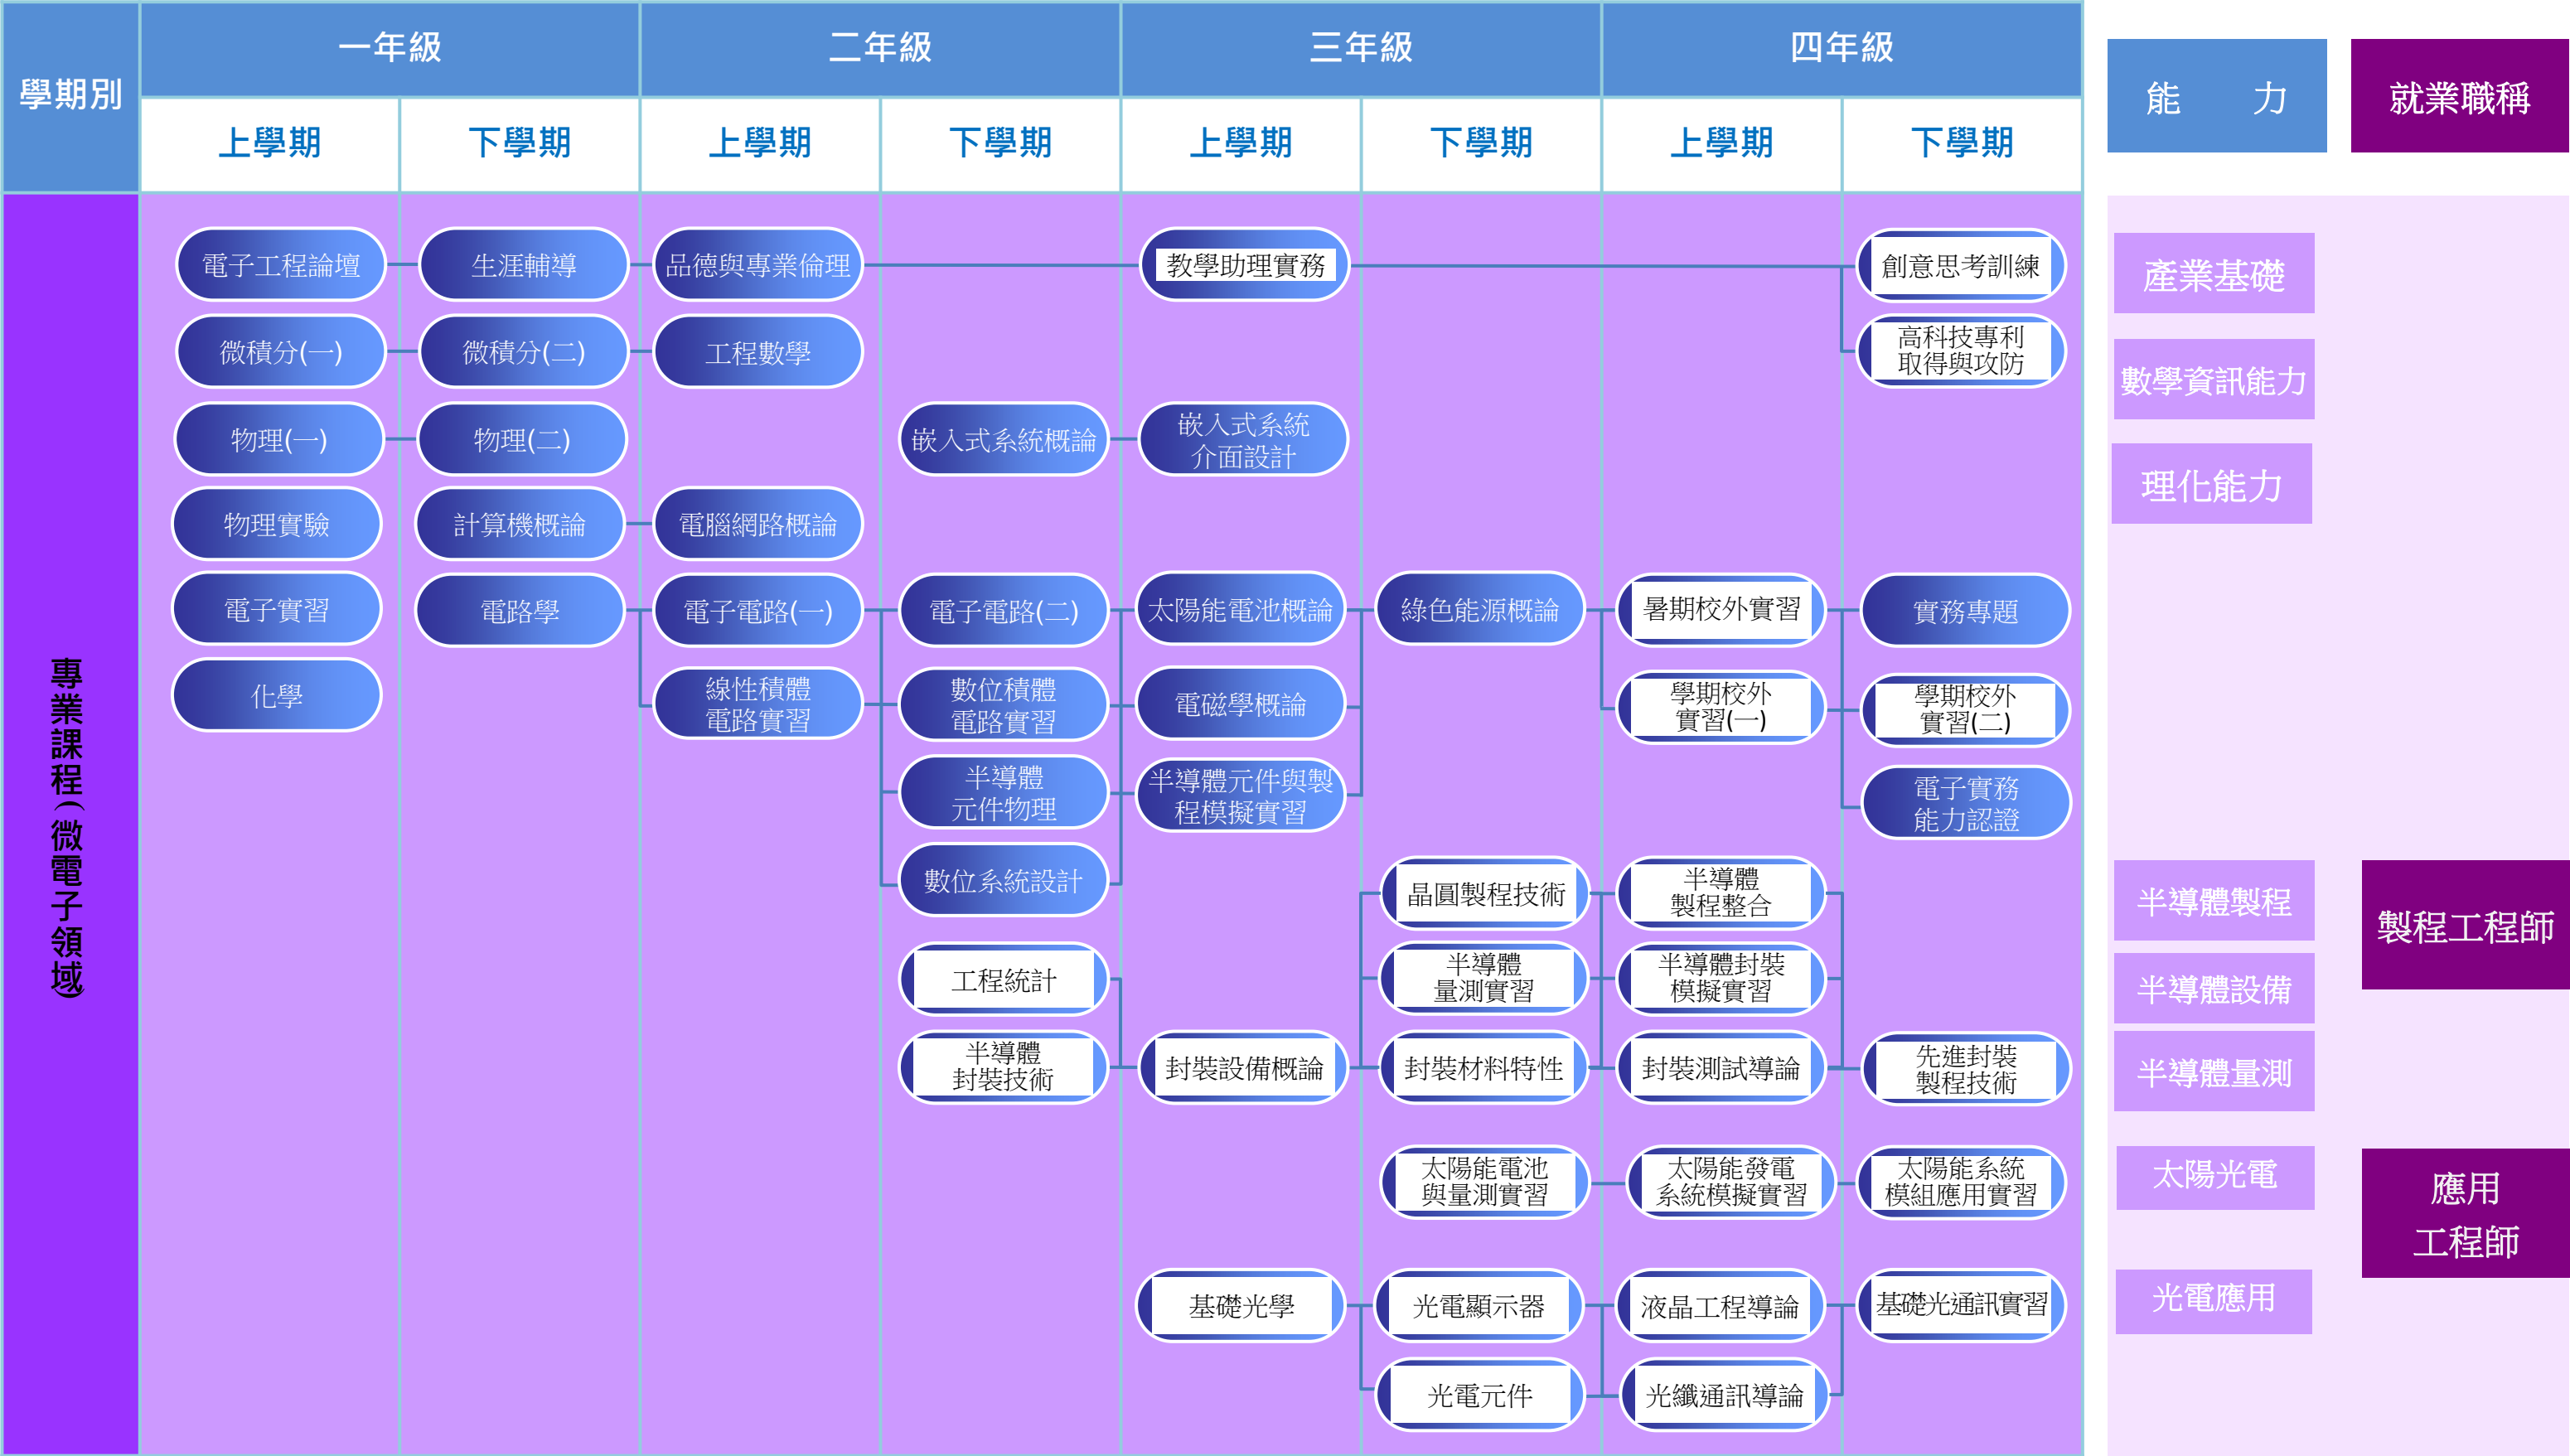 學期別
一年級
二年級
三年級
四年級
能 力
就業職稱
上學期
下學期
上學期
下學期
上學期
下學期
上學期
下學期
專業課程(微電子領域)
電子工程論壇
生涯輔導
品德與專業倫理
教學助理實務
創意思考訓練
產業基礎
微積分(一)
微積分(二)
工程數學
高科技專利
取得與攻防
數學資訊能力
物理(一)
物理(二)
嵌入式系統概論
嵌入式系統
介面設計
理化能力
物理實驗
計算機概論
電腦網路概論
電子實習
電路學
電子電路(一)
電子電路(二)
太陽能電池概論
綠色能源概論
暑期校外實習
實務專題
化學
線性積體
電路實習
數位積體
電路實習
電磁學概論
學期校外
實習(一)
學期校外
實習(二)
半導體
元件物理
半導體元件與製
程模擬實習
電子實務
能力認證
數位系統設計
晶圓製程技術
半導體
製程整合
半導體製程
製程工程師
工程統計
半導體
量測實習
半導體封裝
模擬實習
半導體設備
半導體
封裝技術
封裝設備概論
封裝材料特性
封裝測試導論
先進封裝
製程技術
半導體量測
太陽能電池
與量測實習
太陽能發電
系統模擬實習
太陽能系統
模組應用實習
太陽光電
應用
工程師
基礎光學
光電顯示器
液晶工程導論
基礎光通訊實習
光電應用
光電元件
光纖通訊導論